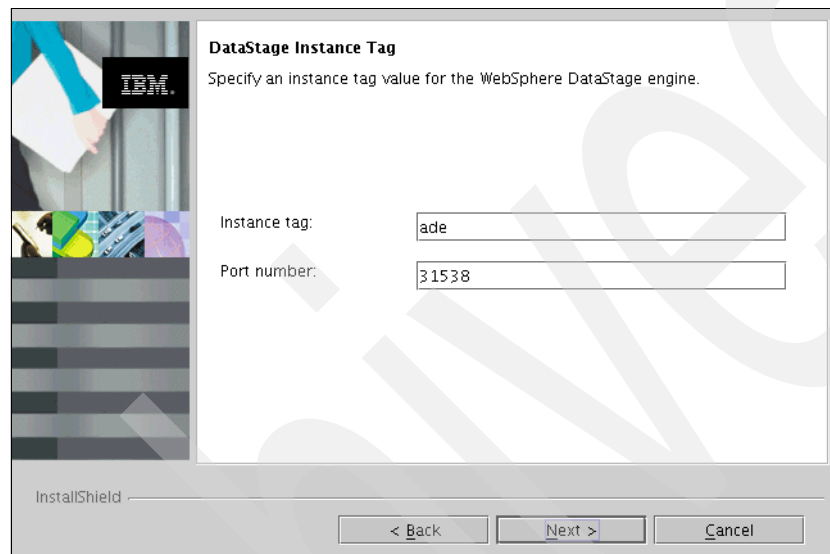 IBM.
DataStage Instance Tag
Specify an instance tag value for the WebSphere DataStage engine.
Instance tag:
ade
Port number:
31538
InstallShield
< Back
Next >
Cancel